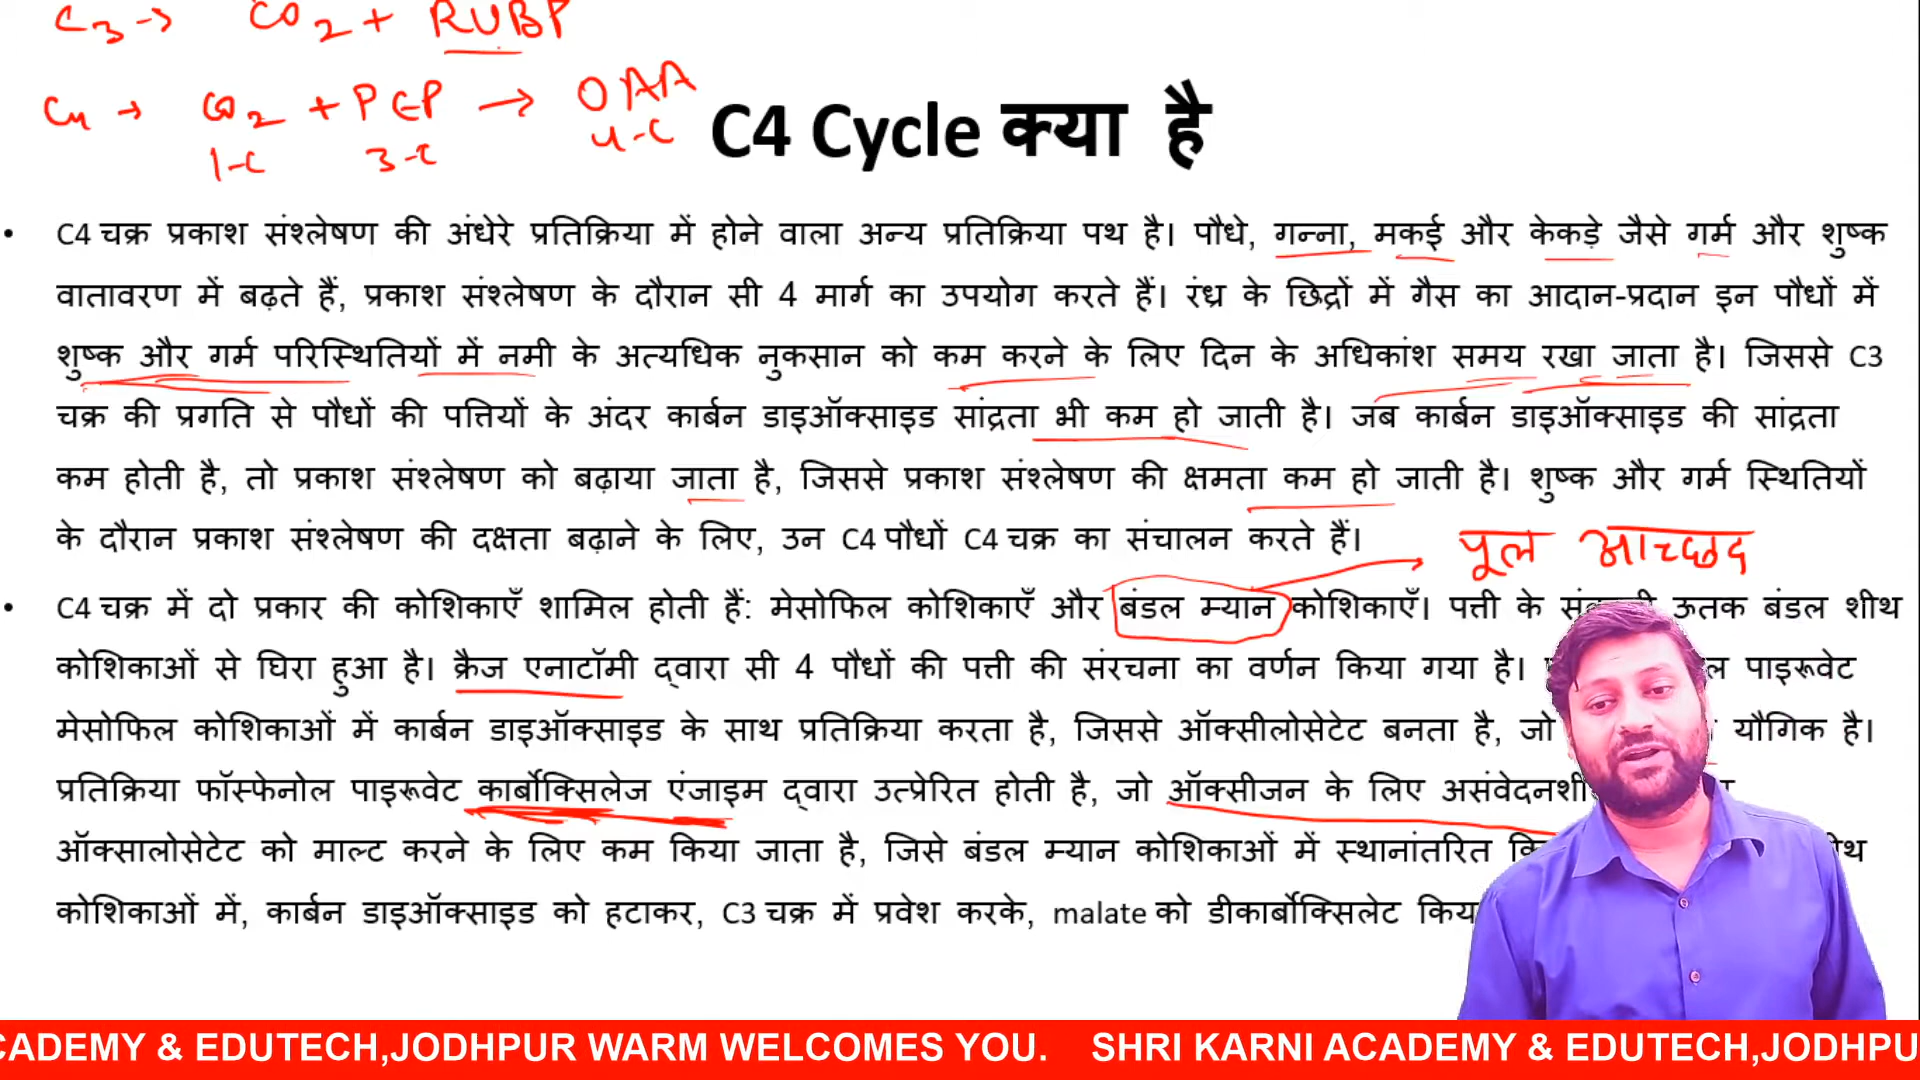 C3 → CO2 + RUBP
C4 → CO2 + PEP → OAA
1-C 3-C 4-C
C4 Cycle क्या है
• C4 चक्र प्रकाश संश्लेषण की अंधेरे प्रतिक्रिया में होने वाला अन्य प्रतिक्रिया पथ है। पौधे, गन्ना, मकई और केकड़े जैसे गर्म और शुष्क
वातावरण में बढ़ते हैं, प्रकाश संश्लेषण के दौरान सी 4 मार्ग का उपयोग करते हैं। रंध्र के छिद्रों में गैस का आदान-प्रदान इन पौधों में
शुष्क और गर्म परिस्थितियों में नमी के अत्यधिक नुकसान को कम करने के लिए दिन के अधिकांश समय रखा जाता है। जिससे C3
चक्र की प्रगति से पौधों की पत्तियों के अंदर कार्बन डाइऑक्साइड सांद्रता भी कम हो जाती है। जब कार्बन डाइऑक्साइड की सांद्रता
कम होती है, तो प्रकाश संश्लेषण को बढ़ाया जाता है, जिससे प्रकाश संश्लेषण की क्षमता कम हो जाती है। शुष्क और गर्म स्थितियों
के दौरान प्रकाश संश्लेषण की दक्षता बढ़ाने के लिए, उन C4 पौधों C4 चक्र का संचालन करते हैं।
पूल आच्छद
• C4 चक्र में दो प्रकार की कोशिकाएँ शामिल होती हैं: मेसोफिल कोशिकाएँ और बंडल म्यान कोशिकाएँ। पत्ती के ऊतक बंडल शीथ
कोशिकाओं से घिरा हुआ है। क्रैज एनाटॉमी द्वारा सी 4 पौधों की पत्ती की संरचना का वर्णन किया गया है। पाइरूवेट
मेसोफिल कोशिकाओं में कार्बन डाइऑक्साइड के साथ प्रतिक्रिया करता है, जिससे ऑक्सीलोसेटेट बनता है, जो यौगिक है।
प्रतिक्रिया फॉस्फेनोल पाइरूवेट कार्बोक्सिलेज एंजाइम द्वारा उत्प्रेरित होती है, जो ऑक्सीजन के लिए
ऑक्सालोसेटेट को माल्ट करने के लिए कम किया जाता है, जिसे बंडल म्यान कोशिकाओं में स्थानांतरित
कोशिकाओं में, कार्बन डाइऑक्साइड को हटाकर, C3 चक्र में प्रवेश करके, malate को डीकार्बोक्सिलेट
CADEMY & EDUTECH,JODHPUR WARM WELCOMES YOU. SHRI KARNI ACADEMY & EDUTECH,JODHPU